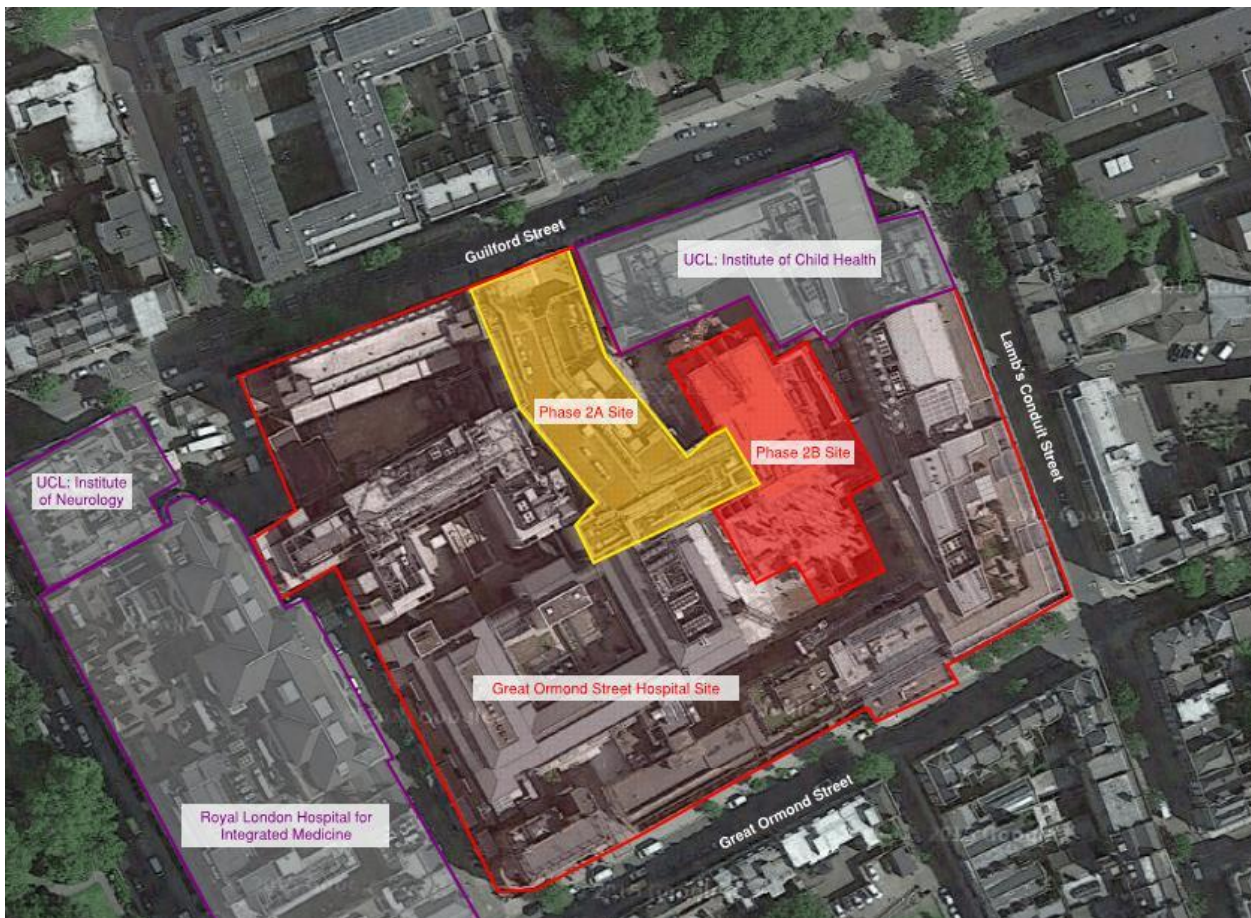 Guilford Street
UCL: Institute of Child Health
Lamb's Conduit Street
Phase 2A Site
Phase 2B Site
UCL: Institute
of Neurology
Great Ormond Street Hospital Site
Royal London Hospital for
Integrated Medicine
Great Ormond Street